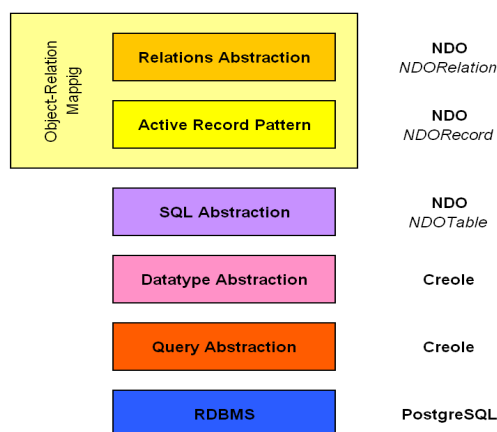 Object-Relation
Mappig
Relations Abstraction
NDO
NDORelation
Active Record Pattern
NDO
NDORecord
SQL Abstraction
NDO
NDOTable
Datatype Abstraction
Creole
Query Abstraction
Creole
RDBMS
PostgreSQL